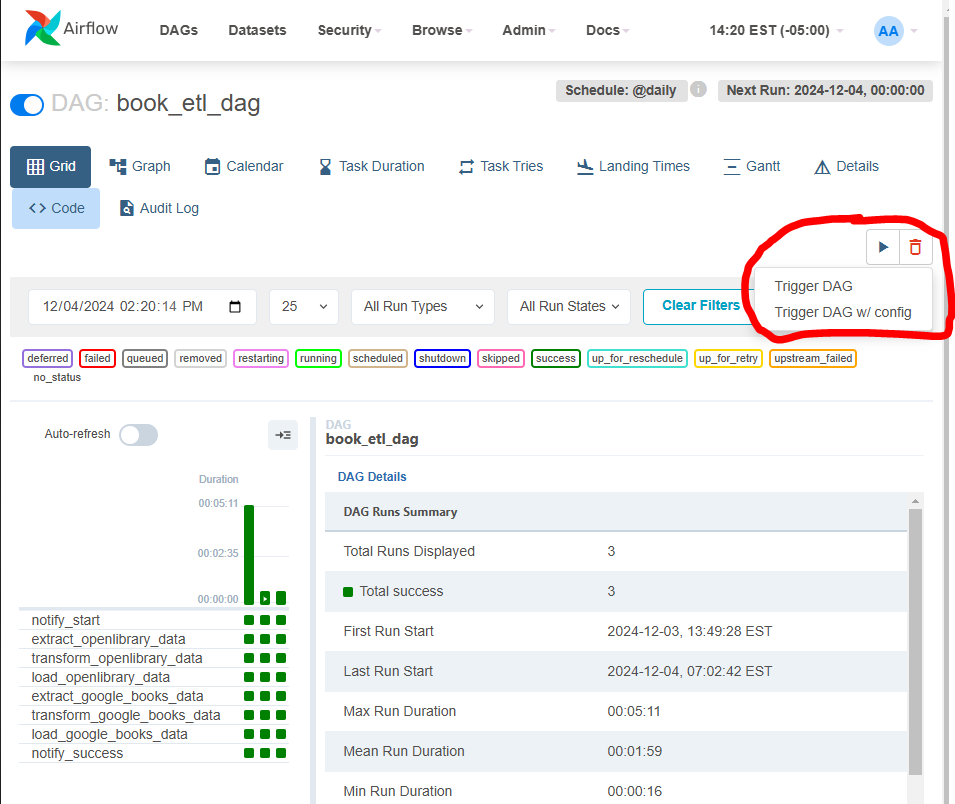 Airflow DAGs Datasets Security Browse Admin Docs 14:20 EST (-05:00) AA
DAG: book_etl_dag Schedule: @daily i Next Run: 2024-12-04, 00:00:00
Grid Graph Calendar Task Duration Task Tries Landing Times Gantt Details
<> Code Audit Log
Trigger DAG
Trigger DAG w/ config
12/04/2024 02:20:14 PM 25 All Run Types All Run States Clear Filters
deferred failed queued removed restarting running scheduled shutdown skipped success up_for_reschedule up_for_retry upstream_failed
no_status
Auto-refresh
Duration
00:05:11
00:02:35
00:00:00
notify_start
extract_openlibrary_data
transform_openlibrary_data
load_openlibrary_data
extract_google_books_data
transform_google_books_data
load_google_books_data
notify_success
DAG
book_etl_dag
DAG Details
DAG Runs Summary
Total Runs Displayed 3
Total success 3
First Run Start 2024-12-03, 13:49:28 EST
Last Run Start 2024-12-04, 07:02:42 EST
Max Run Duration 00:05:11
Mean Run Duration 00:01:59
Min Run Duration 00:00:16